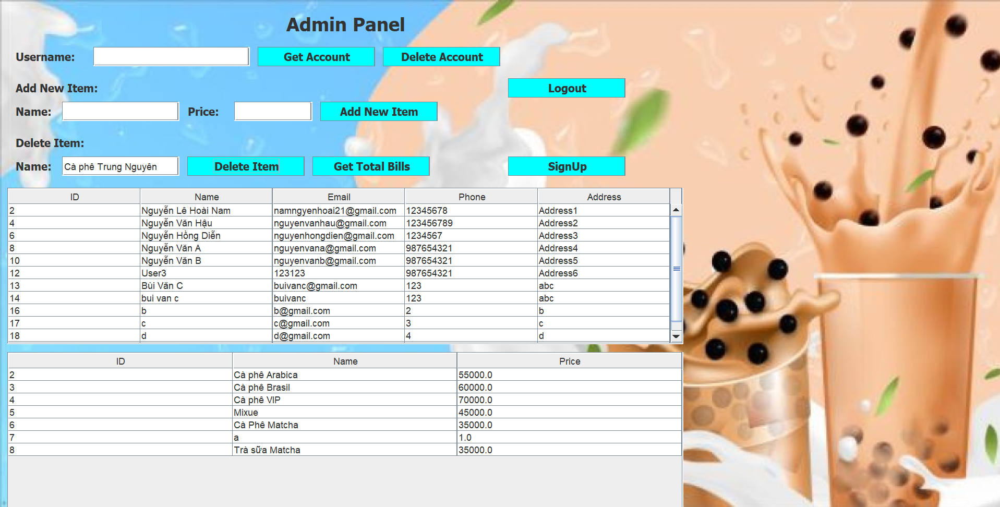 Admin Panel
Username: Get Account Delete Account
Add New Item: Logout
Name: Price: Add New Item
Delete Item:
Name: Cà phê Trung Nguyên Delete Item Get Total Bills SignUp
ID Name Email Phone Address
2 Nguyễn Lê Hoài Nam namngyenhoai21@gmail.com 12345678 Address1
4 Nguyễn Văn Hậu nguyenvanhau@gmail.com 123456789 Address2
6 Nguyễn Hồng Diễn nguyenhongdien@gmail.com 1234567 Address3
8 Nguyễn Văn A nguyenvana@gmail.com 987654321 Address4
10 Nguyễn Văn B nguyenvanb@gmail.com 987654321 Address5
12 User3 123123 987654321 Address6
13 Bùi Văn C buivanc@gmail.com 123 abc
14 bui van c buivanc 123 abc
16 b b@gmail.com 2 b
17 c c@gmail.com 3 c
18 d d@gmail.com 4 d
ID Name Price
2 Cà phê Arabica 55000.0
3 Cà phê Brasil 60000.0
4 Cà phê VIP 70000.0
5 Mixue 45000.0
6 Cà Phê Matcha 35000.0
7 a 1.0
8 Trà sữa Matcha 35000.0